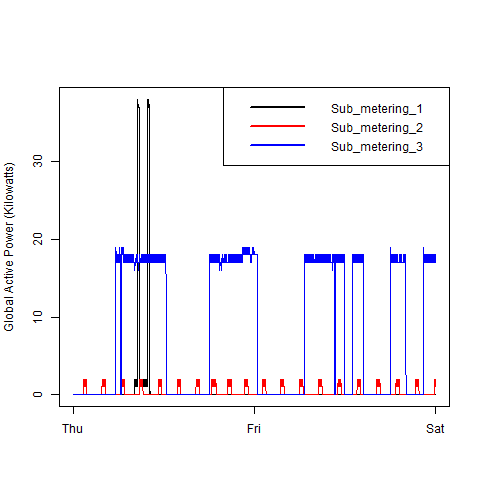 Sub_metering_1
Sub_metering_2
Sub_metering_3
Global Active Power (Kilowatts)
30
20
10
0
Thu Fri Sat